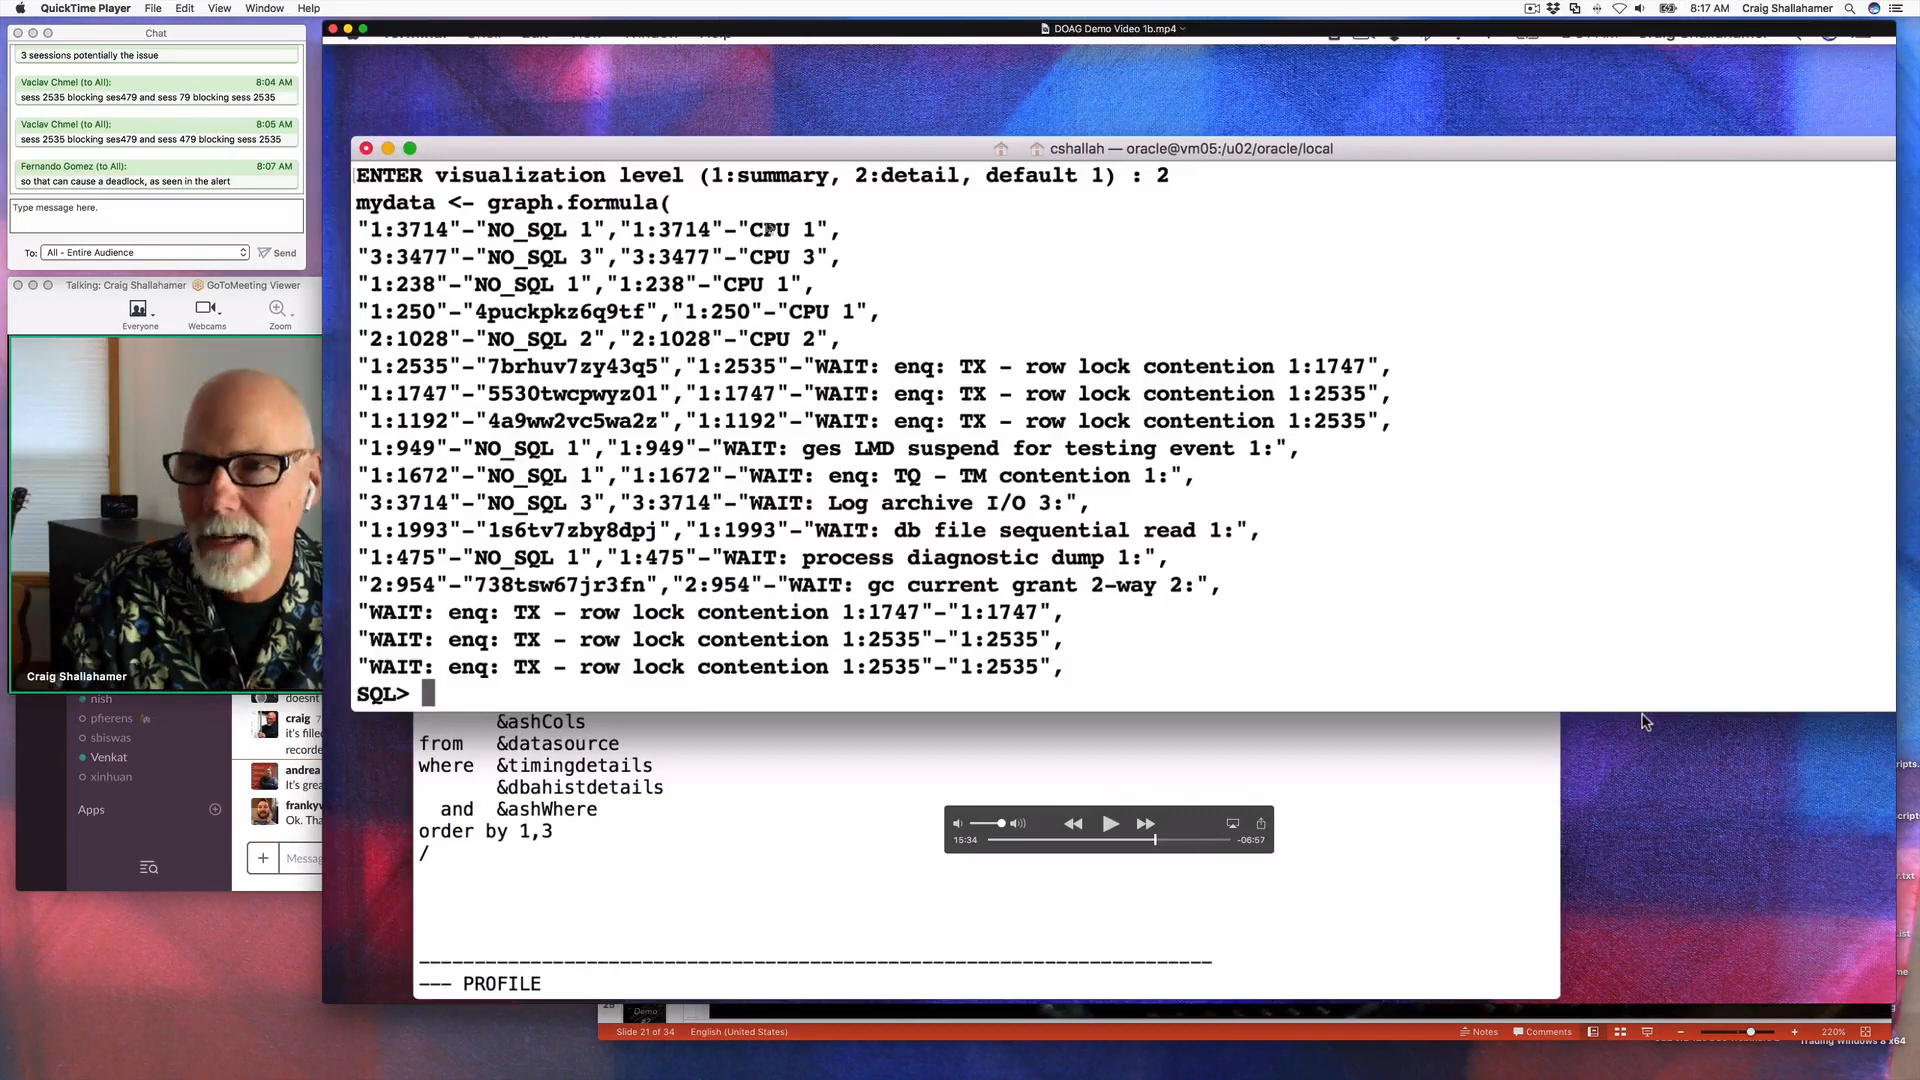 QuickTime Player File Edit View Window Help
8:17 AM Craig Shallahamer
Chat
3 seessions potentially the issue
Vaclav Chmel (to All): 8:04 AM
sess 2535 blocking ses479 and sess 79 blocking sess 2535
Vaclav Chmel (to All): 8:05 AM
sess 2535 blocking ses479 and sess 479 blocking sess 2535
Fernando Gomez (to All): 8:07 AM
so that can cause a deadlock, as seen in the alert
Type message here.
To: All - Entire Audience Send
Talking: Craig Shallahamer GoToMeeting Viewer
Everyone Webcams Zoom
Craig Shallahamer
nish
pfierens
sbiswas
Venkat
xinhuan
Apps
doesnt
craig 7
it's fille
recorde
andrea
It's grea
frankyv
Ok. Tha
Messag
DOAG Demo Video 1b.mp4
cshallah — oracle@vm05:/u02/oracle/local
ENTER visualization level (1:summary, 2:detail, default 1) : 2
mydata <- graph.formula(
"1:3714"-"NO_SQL 1","1:3714"-"CPU 1",
"3:3477"-"NO_SQL 3","3:3477"-"CPU 3",
"1:238"-"NO_SQL 1","1:238"-"CPU 1",
"1:250"-"4puckpkz6q9tf","1:250"-"CPU 1",
"2:1028"-"NO_SQL 2","2:1028"-"CPU 2",
"1:2535"-"7brhuv7zy43q5","1:2535"-"WAIT: enq: TX - row lock contention 1:1747",
"1:1747"-"5530twcpwyz01","1:1747"-"WAIT: enq: TX - row lock contention 1:2535",
"1:1192"-"4a9ww2vc5wa2z","1:1192"-"WAIT: enq: TX - row lock contention 1:2535",
"1:949"-"NO_SQL 1","1:949"-"WAIT: ges LMD suspend for testing event 1:",
"1:1672"-"NO_SQL 1","1:1672"-"WAIT: enq: TQ - TM contention 1:",
"3:3714"-"NO_SQL 3","3:3714"-"WAIT: Log archive I/O 3:",
"1:1993"-"1s6tv7zby8dpj","1:1993"-"WAIT: db file sequential read 1:",
"1:475"-"NO_SQL 1","1:475"-"WAIT: process diagnostic dump 1:",
"2:954"-"738tsw67jr3fn","2:954"-"WAIT: gc current grant 2-way 2:",
"WAIT: enq: TX - row lock contention 1:1747"-"1:1747",
"WAIT: enq: TX - row lock contention 1:2535"-"1:2535",
"WAIT: enq: TX - row lock contention 1:2535"-"1:2535",
SQL>
&ashCols
from &datasource
where &timingdetails
&dbahistdetails
and &ashWhere
order by 1,3
/
15:34 -06:57
--- PROFILE
Demo
Slide 21 of 34 English (United States) Notes Comments 220%
Trading Windows 8 x64